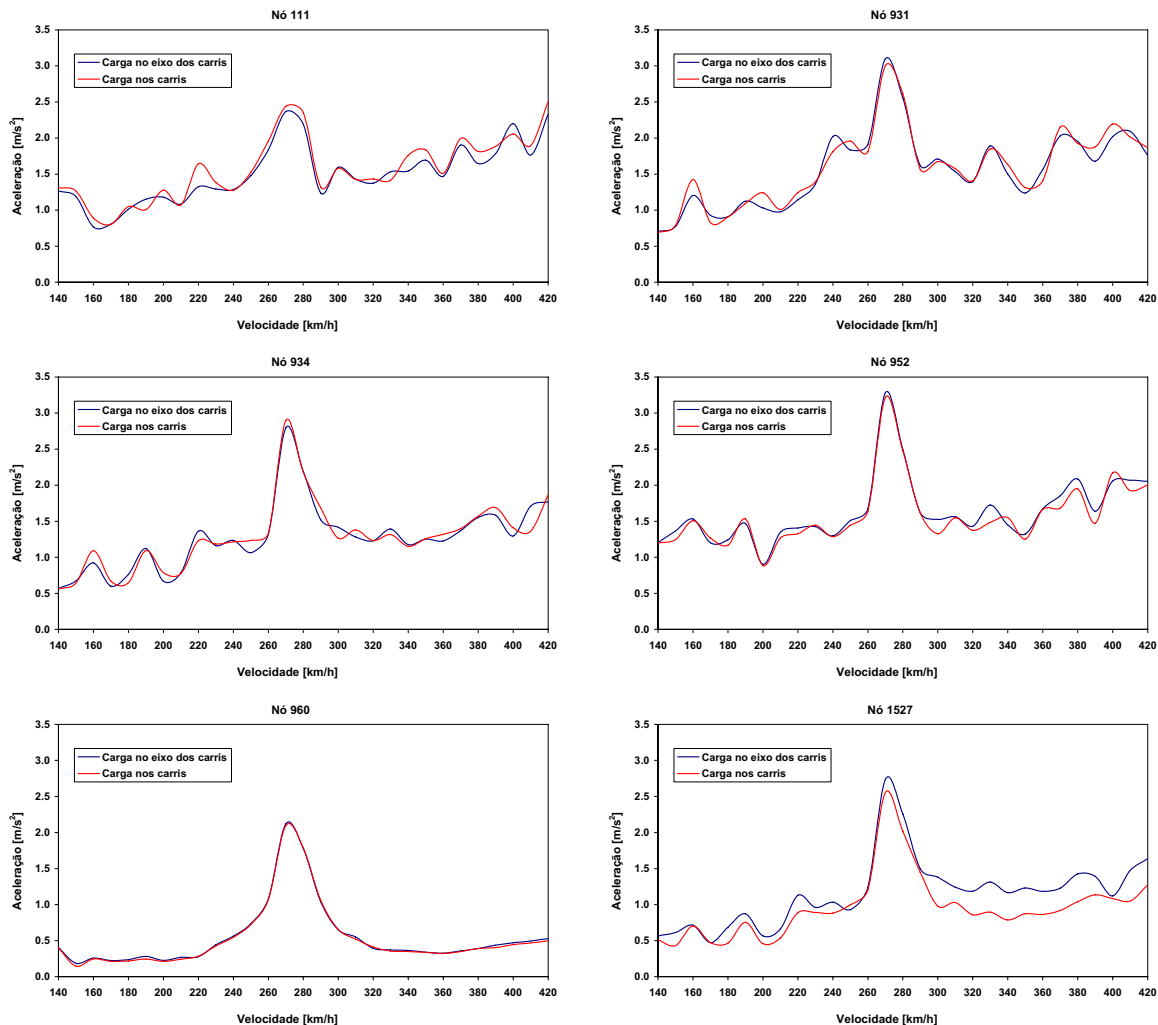 Nó 111
3.5
3.0
2.5
2.0
1.5
1.0
0.5
0.0
Aceleração [m/s²]
Carga no eixo dos carris
Carga nos carris
140 160 180 200 220 240 260 280 300 320 340 360 380 400 420
Velocidade [km/h]
Nó 931
3.5
3.0
2.5
2.0
1.5
1.0
0.5
0.0
Aceleração [m/s²]
Carga no eixo dos carris
Carga nos carris
140 160 180 200 220 240 260 280 300 320 340 360 380 400 420
Velocidade [km/h]
Nó 934
3.5
3.0
2.5
2.0
1.5
1.0
0.5
0.0
Aceleração [m/s²]
Carga no eixo dos carris
Carga nos carris
140 160 180 200 220 240 260 280 300 320 340 360 380 400 420
Velocidade [km/h]
Nó 952
3.5
3.0
2.5
2.0
1.5
1.0
0.5
0.0
Aceleração [m/s²]
Carga no eixo dos carris
Carga nos carris
140 160 180 200 220 240 260 280 300 320 340 360 380 400 420
Velocidade [km/h]
Nó 960
3.5
3.0
2.5
2.0
1.5
1.0
0.5
0.0
Aceleração [m/s²]
Carga no eixo dos carris
Carga nos carris
140 160 180 200 220 240 260 280 300 320 340 360 380 400 420
Velocidade [km/h]
Nó 1527
3.5
3.0
2.5
2.0
1.5
1.0
0.5
0.0
Aceleração [m/s²]
Carga no eixo dos carris
Carga nos carris
140 160 180 200 220 240 260 280 300 320 340 360 380 400 420
Velocidade [km/h]